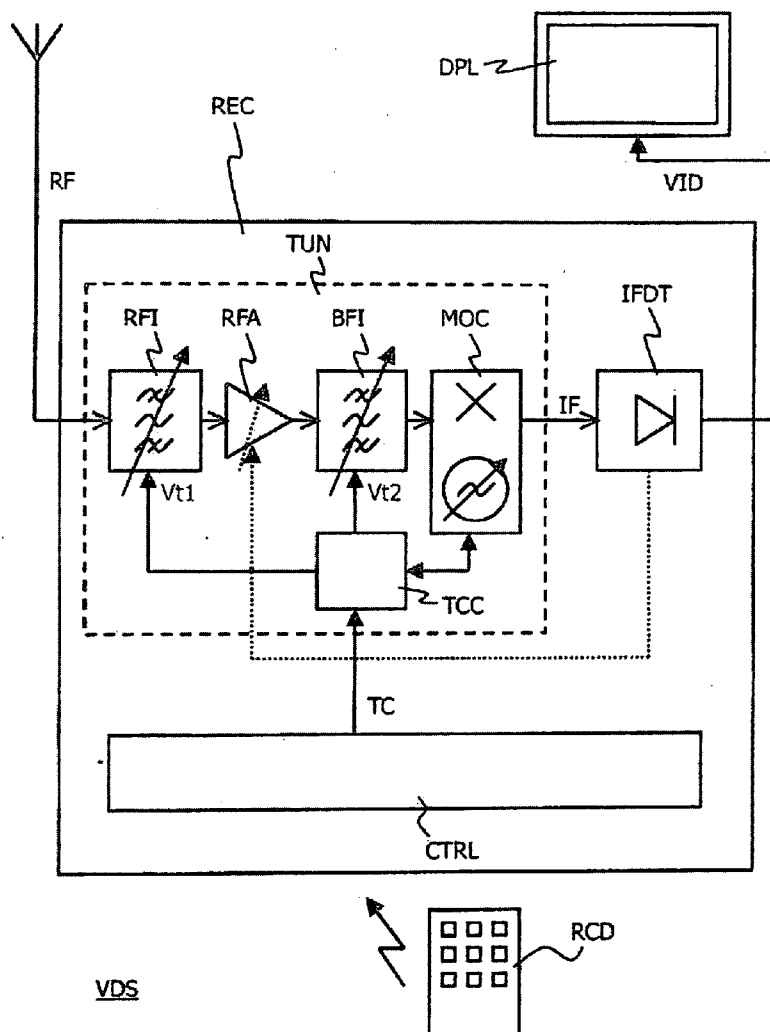 DPL
REC
RF
VID
TUN
IFDT
RFI
RFA
BFI
MOC
IF
Vt1
Vt2
TCC
TC
CTRL
RCD
VDS